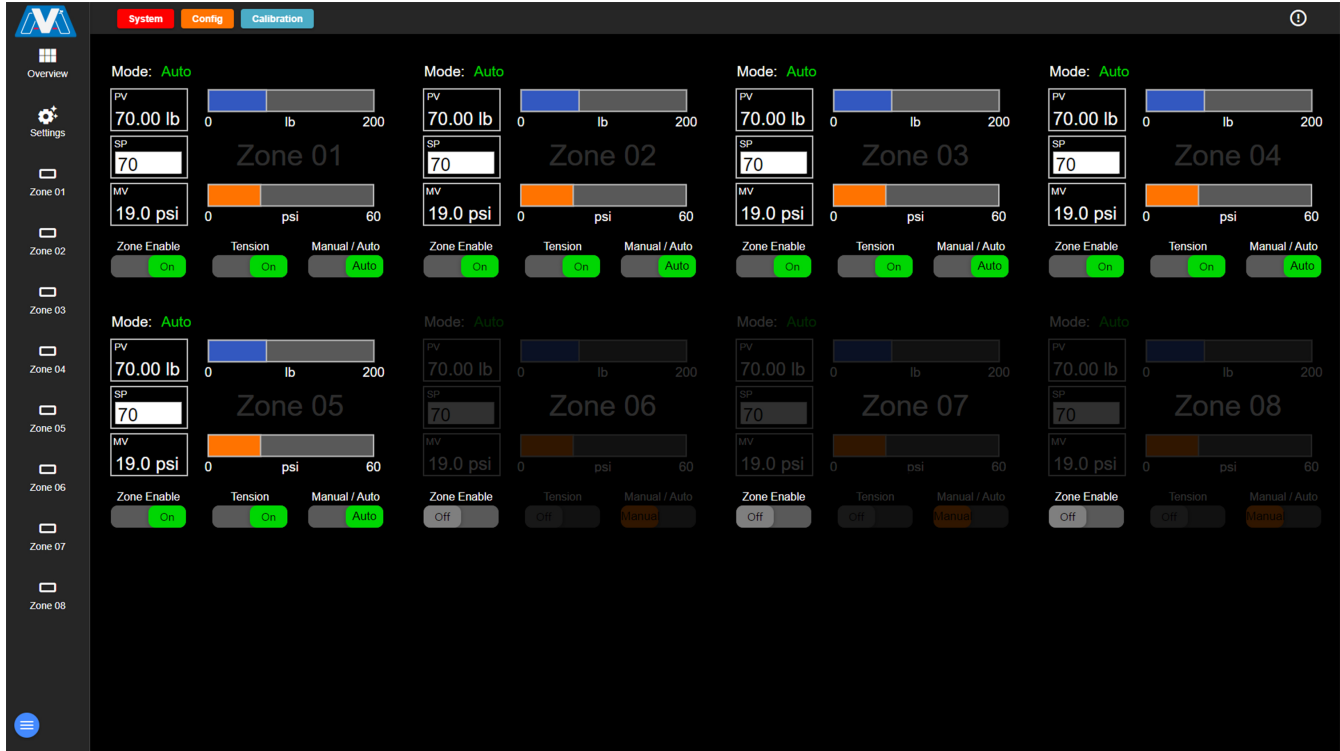 System Config Calibration
Overview
Settings
Zone 01
Zone 02
Zone 03
Zone 04
Zone 05
Zone 06
Zone 07
Zone 08
Mode: Auto
PV
70.00 lb
0 lb 200
SP
70
Zone 01
MV
19.0 psi
0 psi 60
Zone Enable Tension Manual / Auto
On On Auto
Mode: Auto
PV
70.00 lb
0 lb 200
SP
70
Zone 02
MV
19.0 psi
0 psi 60
Zone Enable Tension Manual / Auto
On On Auto
Mode: Auto
PV
70.00 lb
0 lb 200
SP
70
Zone 03
MV
19.0 psi
0 psi 60
Zone Enable Tension Manual / Auto
On On Auto
Mode: Auto
PV
70.00 lb
0 lb 200
SP
70
Zone 04
MV
19.0 psi
0 psi 60
Zone Enable Tension Manual / Auto
On On Auto
Mode: Auto
PV
70.00 lb
0 lb 200
SP
70
Zone 05
MV
19.0 psi
0 psi 60
Zone Enable Tension Manual / Auto
On On Auto
Mode: Auto
PV
70.00 lb
0 lb 200
SP
70
Zone 06
MV
19.0 psi
0 psi 60
Zone Enable Tension Manual / Auto
Off Off Manual
Mode: Auto
PV
70.00 lb
0 lb 200
SP
70
Zone 07
MV
19.0 psi
0 psi 60
Zone Enable Tension Manual / Auto
Off Off Manual
Mode: Auto
PV
70.00 lb
0 lb 200
SP
70
Zone 08
MV
19.0 psi
0 psi 60
Zone Enable Tension Manual / Auto
Off Off Manual